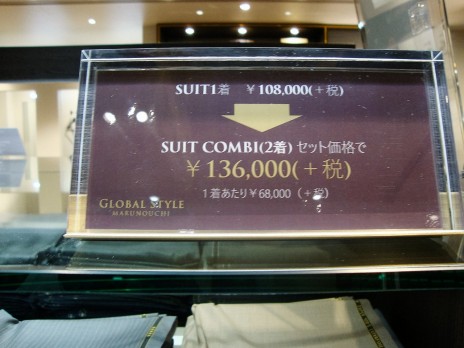 SUIT1着 ￥108,000(+税)
SUIT COMBI(2着) セット価格で
￥136,000(+税)
1着あたり￥68,000（+税）
GLOBAL STYLE
MARUNOUCHI